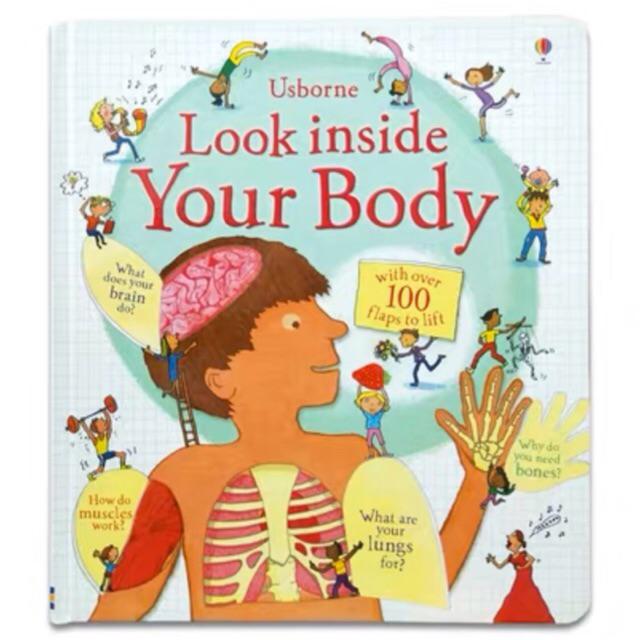 Usborne
Look inside
Your Body
with over
100
flaps to lift
What
does your
brain
do?
How do
muscles
work?
What are
your
lungs
for?
Why do
you need
bones?